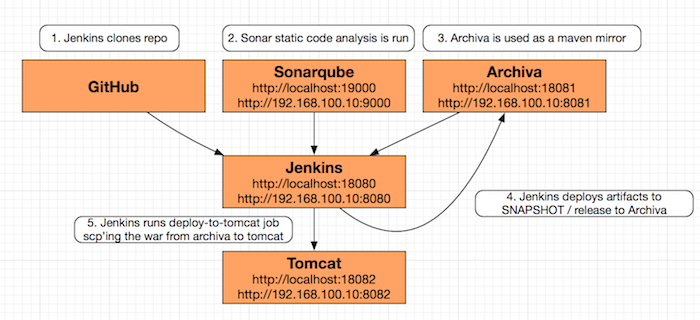 1. Jenkins clones repo
2. Sonar static code analysis is run
3. Archiva is used as a maven mirror
GitHub
Sonarqube
http://localhost:19000
http://192.168.100.10:9000
Archiva
http://localhost:18081
http://192.168.100.10:8081
Jenkins
http://localhost:18080
http://192.168.100.10:8080
4. Jenkins deploys artifacts to
SNAPSHOT / release to Archiva
5. Jenkins runs deploy-to-tomcat job
scp'ing the war from archiva to tomcat
Tomcat
http://localhost:18082
http://192.168.100.10:8082